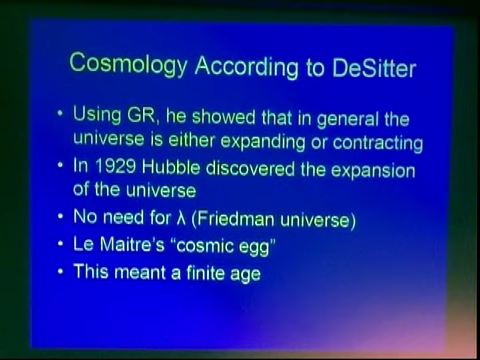 Cosmology According to DeSitter
• Using GR, he showed that in general the
universe is either expanding or contracting
• In 1929 Hubble discovered the expansion
of the universe
• No need for λ (Friedman universe)
• Le Maitre's “cosmic egg”
• This meant a finite age